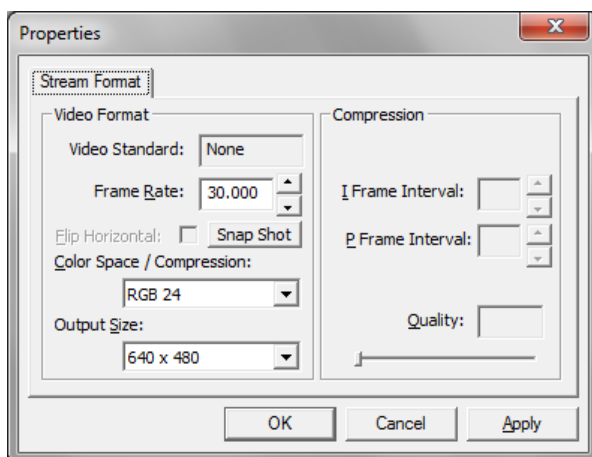 Properties
Stream Format
Video Format
Video Standard: None
Frame Rate: 30.000
Flip Horizontal: Snap Shot
Color Space / Compression:
RGB 24
Output Size:
640 x 480
Compression
I Frame Interval:
P Frame Interval:
Quality:
OK Cancel Apply